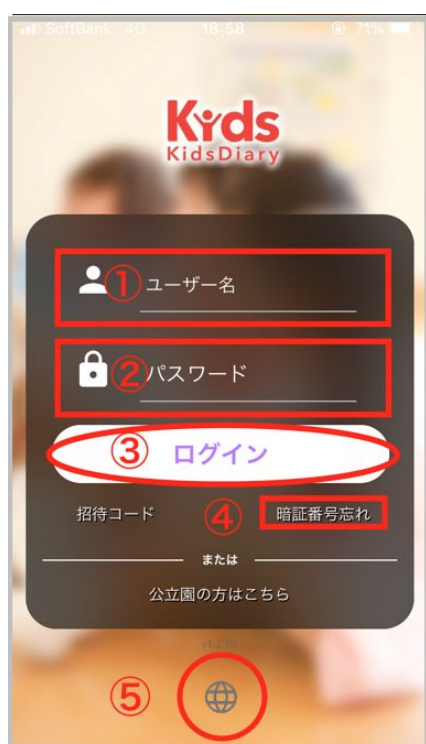 SoftBank 4G 18:58 71%
Kids
KidsDiary
① ユーザー名
② パスワード
③ ログイン
招待コード ④ 暗証番号忘れ
または
公立園の方はこちら
⑤